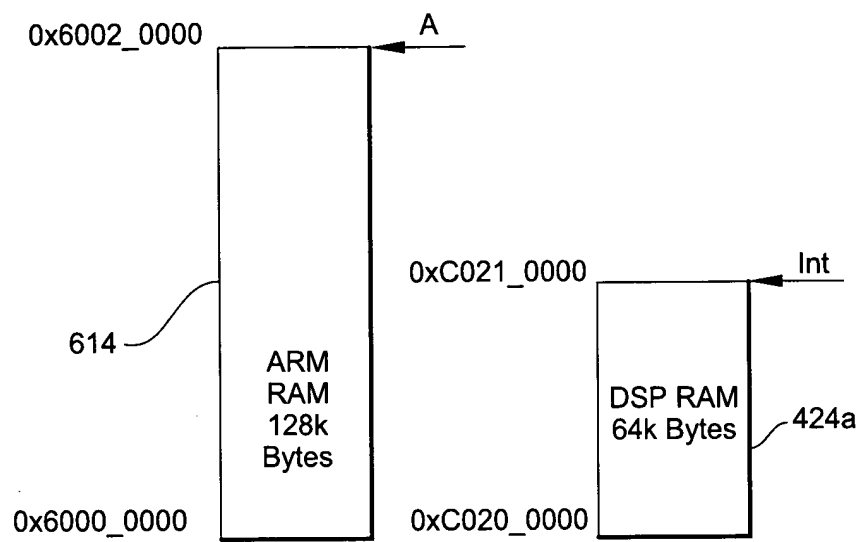 0x6002_0000
A
0xC021_0000
Int
614
ARM
RAM
128k
Bytes
DSP RAM
64k Bytes
424a
0x6000_0000
0xC020_0000